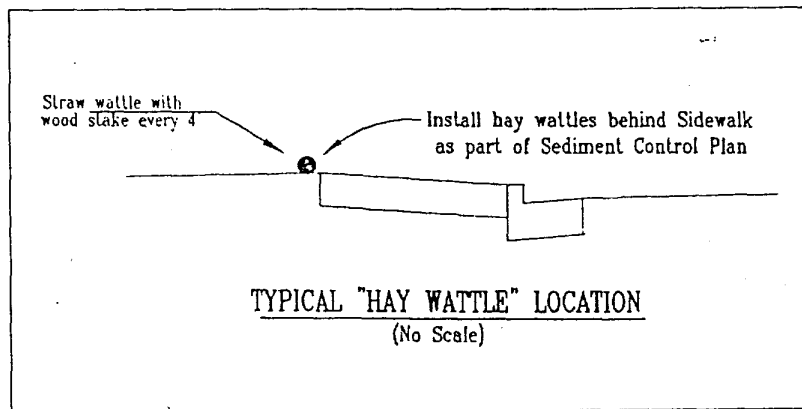 Straw wattle with
wood stake every 4'
Install hay wattles behind Sidewalk
as part of Sediment Control Plan
TYPICAL "HAY WATTLE" LOCATION
(No Scale)